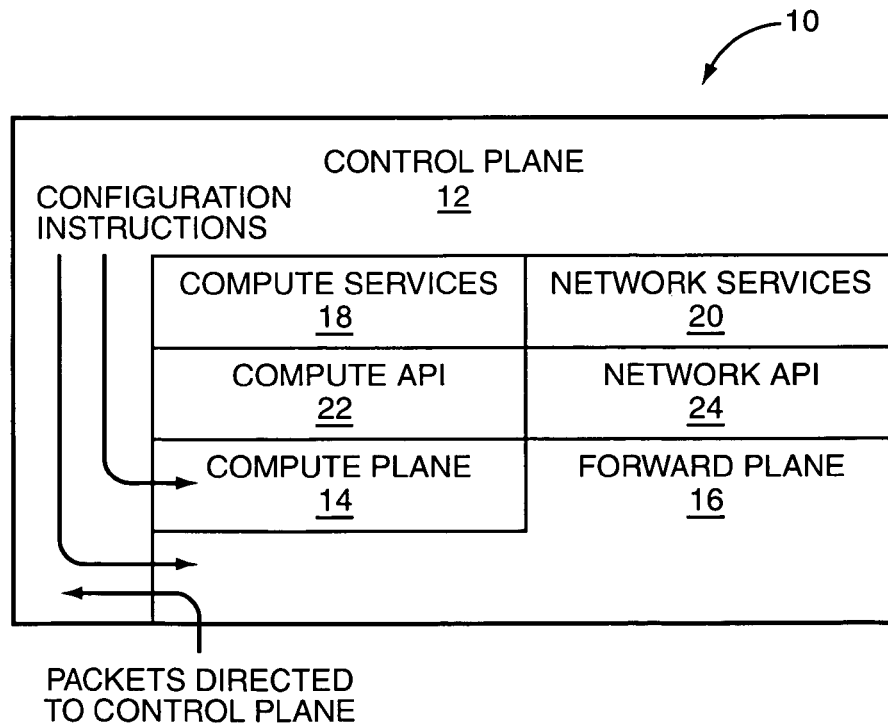 10
CONTROL PLANE
12
CONFIGURATION
INSTRUCTIONS
COMPUTE SERVICES
18
NETWORK SERVICES
20
COMPUTE API
22
NETWORK API
24
COMPUTE PLANE
14
FORWARD PLANE
16
PACKETS DIRECTED
TO CONTROL PLANE